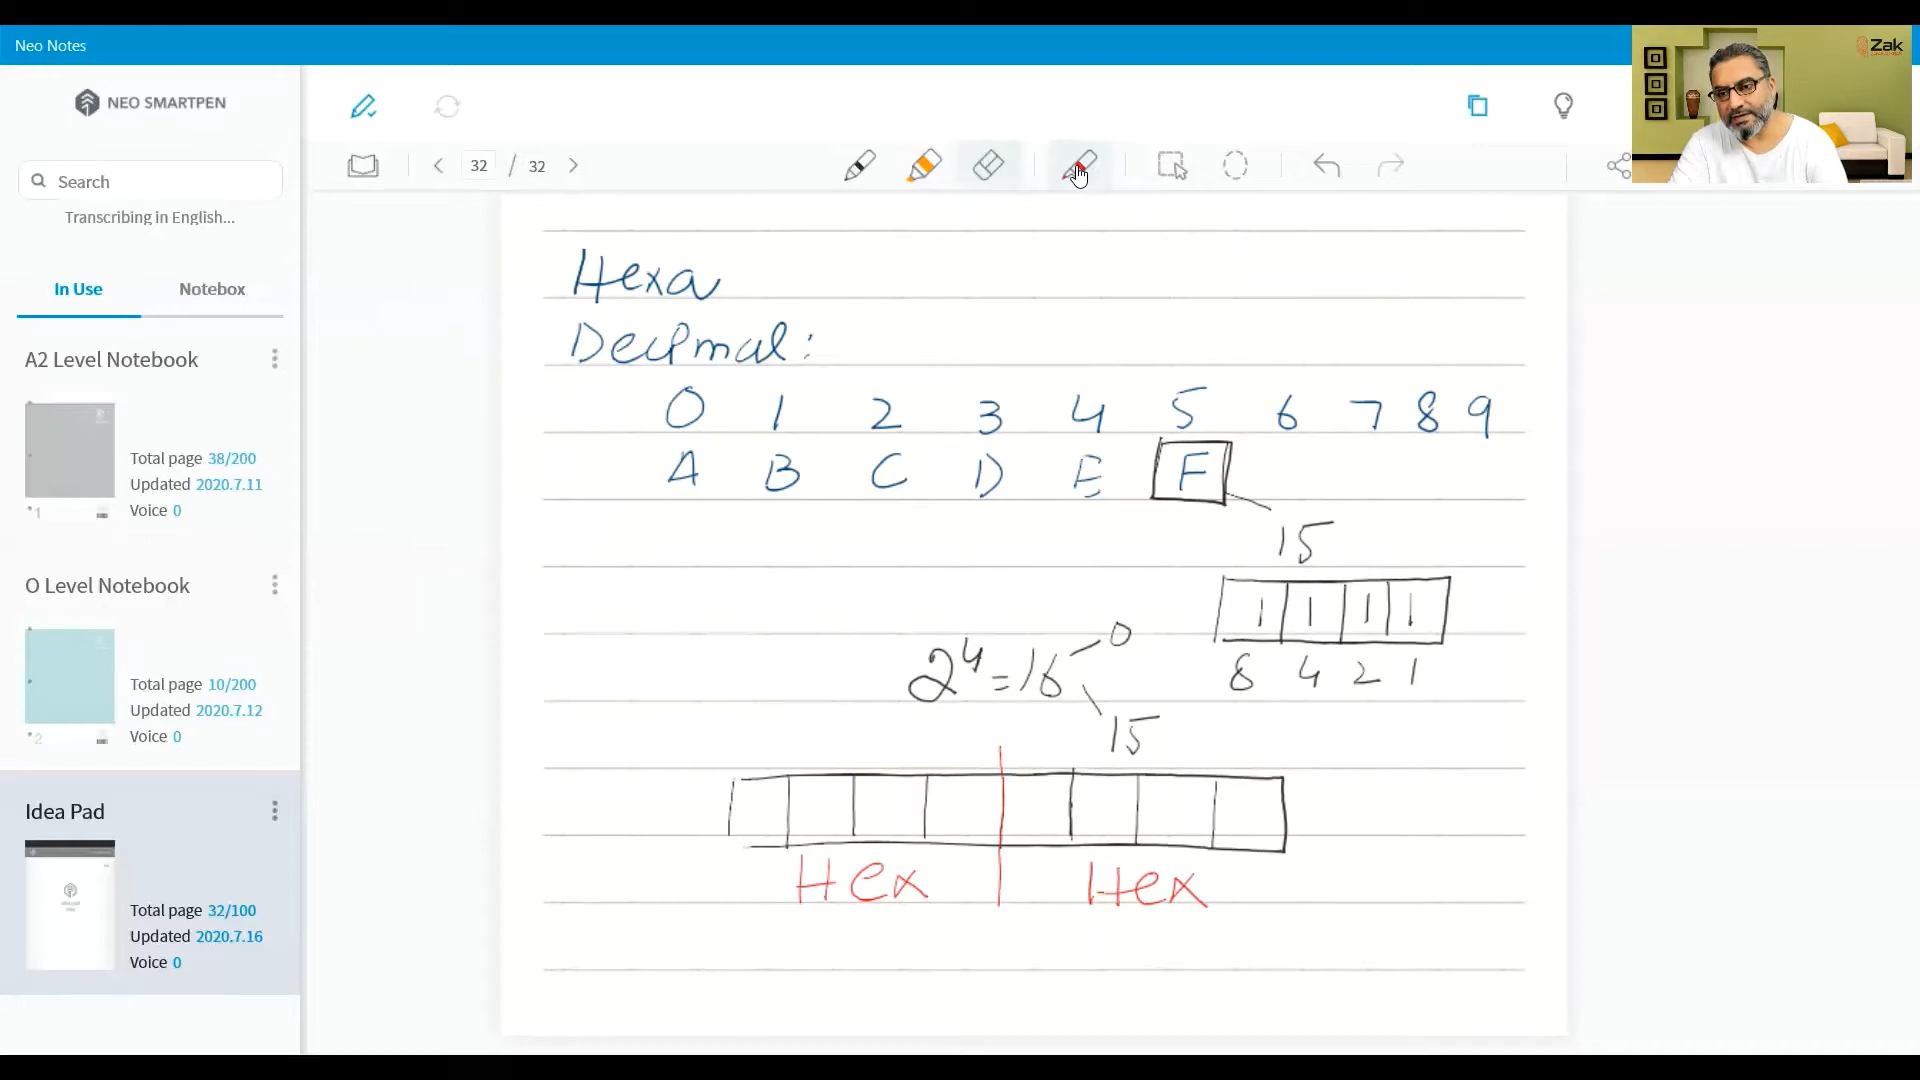 Neo Notes
Zak
NEO SMARTPEN
Search
Transcribing in English...
In Use
Notebox
A2 Level Notebook
Total page 38/200
Updated 2020.7.11
Voice 0
1
O Level Notebook
Total page 10/200
Updated 2020.7.12
Voice 0
2
Idea Pad
Total page 32/100
Updated 2020.7.16
Voice 0
32 / 32
Hexa
Decimal:
0 1 2 3 4 5 6 7 8 9
A B C D E F
15
1 1 1 1
8 4 2 1
2⁴ = 16
0
15
Hex Hex